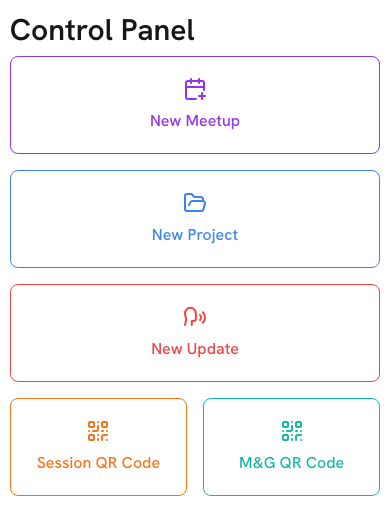 Control Panel
New Meetup
New Project
New Update
Session QR Code
M&G QR Code